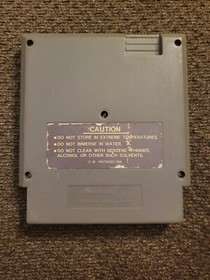 CAUTION
●DO NOT STORE IN EXTREME TEMPERATURES.
●DO NOT IMMERSE IN WATER.
●DO NOT CLEAN WITH BENZENE, THINNER,
ALCOHOL OR OTHER SUCH SOLVENTS.
NINTENDO